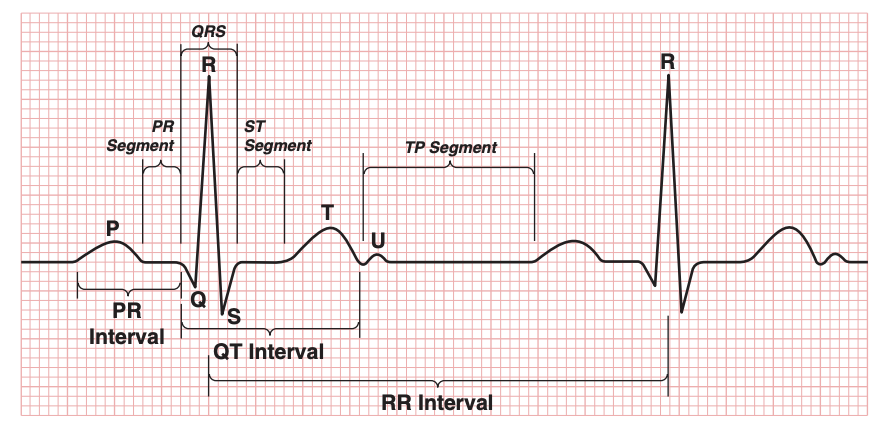 QRS
R
R
PR
Segment
ST
Segment
TP Segment
P
T
U
Q
S
PR
Interval
QT Interval
RR Interval